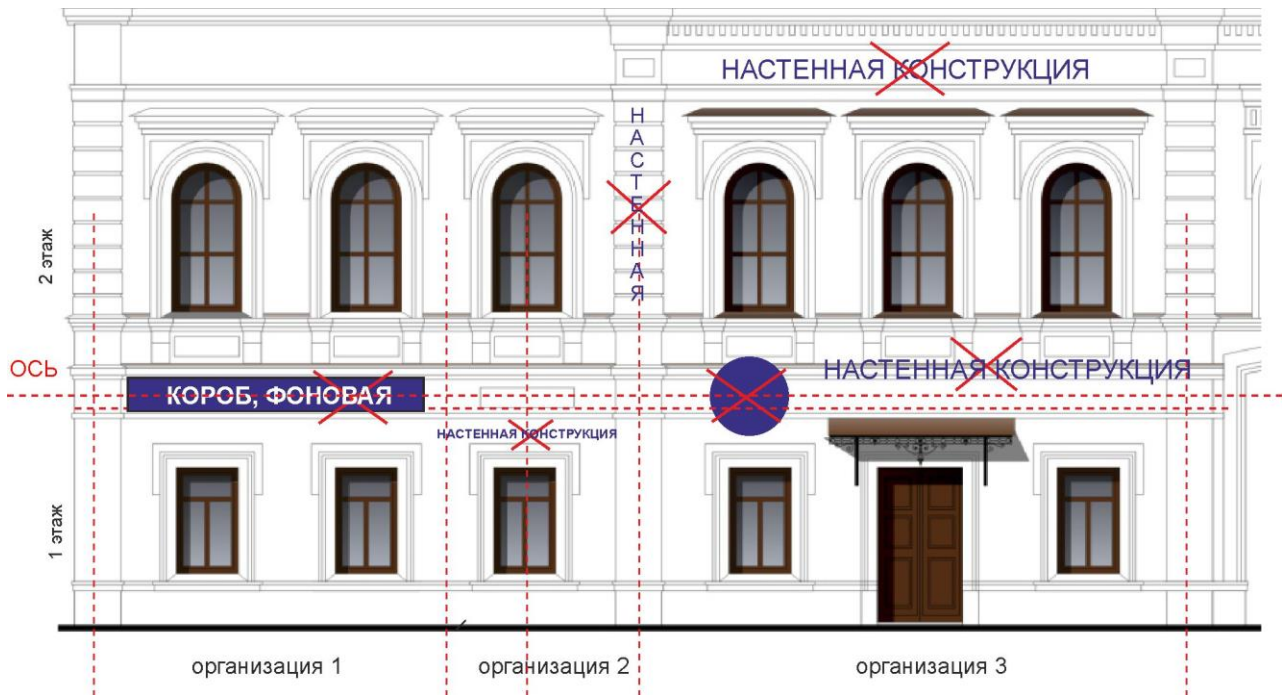 НАСТЕННАЯ КОНСТРУКЦИЯ
НАСТЕННАЯ
2 этаж
ОСЬ
НАСТЕННАЯ КОНСТРУКЦИЯ
КОРОБ, ФОНОВАЯ
НАСТЕННАЯ КОНСТРУКЦИЯ
1 этаж
организация 1
организация 2
организация 3